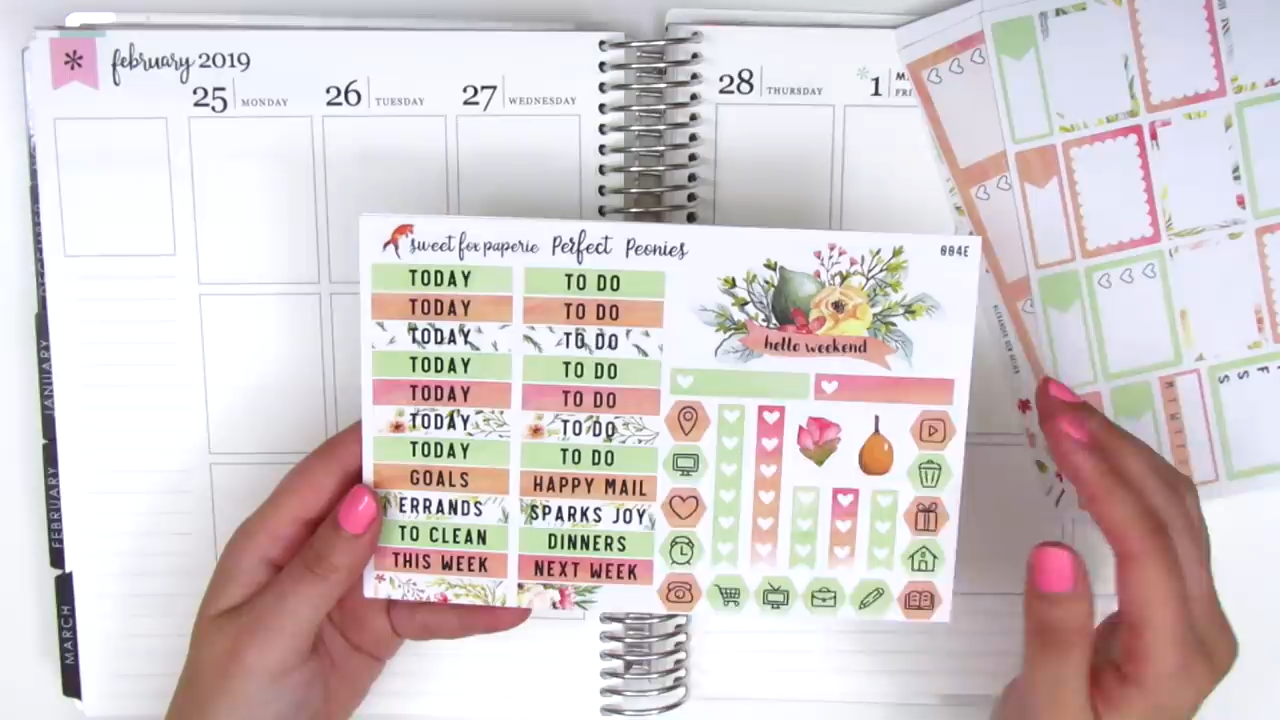 february 2019
25 MONDAY
26 TUESDAY
27 WEDNESDAY
28 THURSDAY
1
sweet fox paperie Perfect Peonies
004E
TODAY
TODAY
TODAY
TODAY
TODAY
TODAY
TODAY
GOALS
ERRANDS
TO CLEAN
THIS WEEK
TO DO
TO DO
TO DO
TO DO
TO DO
TO DO
TO DO
HAPPY MAIL
SPARKS JOY
DINNERS
NEXT WEEK
hello weekend
DECEMBER
JANUARY
FEBRUARY
MARCH